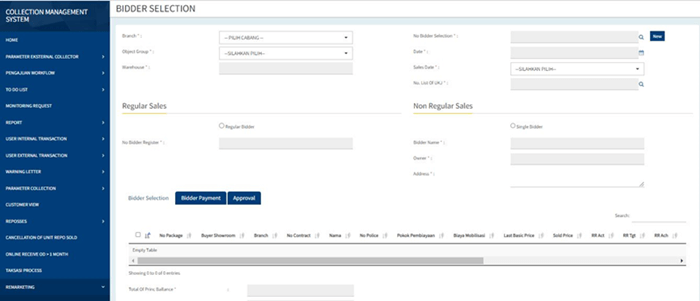 COLLECTION MANAGEMENT
SYSTEM
HOME
PARAMETER EKSTERNAL COLLECTOR
PENGAJUAN WORKFLOW
TO DO LIST
MONITORING REQUEST
REPORT
USER INTERNAL TRANSACTION
USER EXTERNAL TRANSACTION
WARNING LETTER
PARAMETER COLLECTION
CUSTOMER VIEW
REPOSSES
CANCELLATION OF UNIT REPO SOLD
ONLINE RECEIVE OD > 1 MONTH
TAKSASI PROCESS
REMARKETING
BIDDER SELECTION
Branch * :
-- PILIH CABANG --
Object Group * :
--SILAHKAN PILIH--
Warehouse * :
No Bidder Selection * :
New
Date * :
Sales Date * :
--SILAHKAN PILIH--
No. List Of UAJ * :
Regular Sales
Non Regular Sales
Regular Bidder
Single Bidder
No Bidder Register * :
Bidder Name * :
Owner * :
Address * :
Bidder Selection Bidder Payment Approval
Search:
No Package Buyer Showroom Branch No Contract Name No Police Pokok Pembiayaan Biaya Mobilisasi Last Basic Price Sold Price RR Act RR Tgt RR Ach
Empty Table
Showing 0 to 0 of 0 entries
Total Of Princ Ballance * :